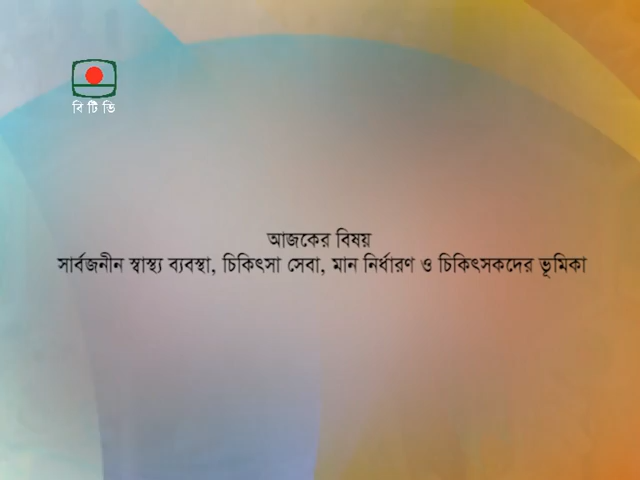 বি টি ভি
আজকের বিষয়
সার্বজনীন স্বাস্থ্য ব্যবস্থা, চিকিৎসা সেবা, মান নির্ধারণ ও চিকিৎসকদের ভূমিকা